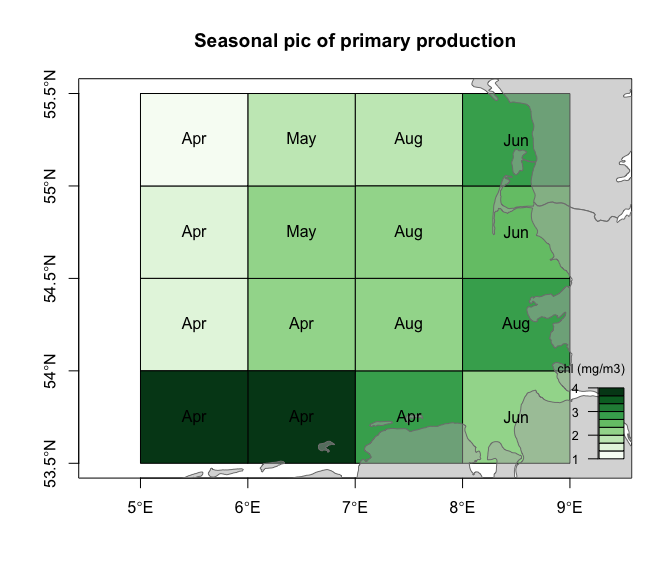 Seasonal pic of primary production
55.5°N
55°N
54.5°N
54°N
53.5°N
Apr May Aug Jun
Apr May Aug Jun
Apr Apr Aug Aug
Apr Apr Apr Jun
chl (mg/m3)
4
3
2
1
5°E 6°E 7°E 8°E 9°E